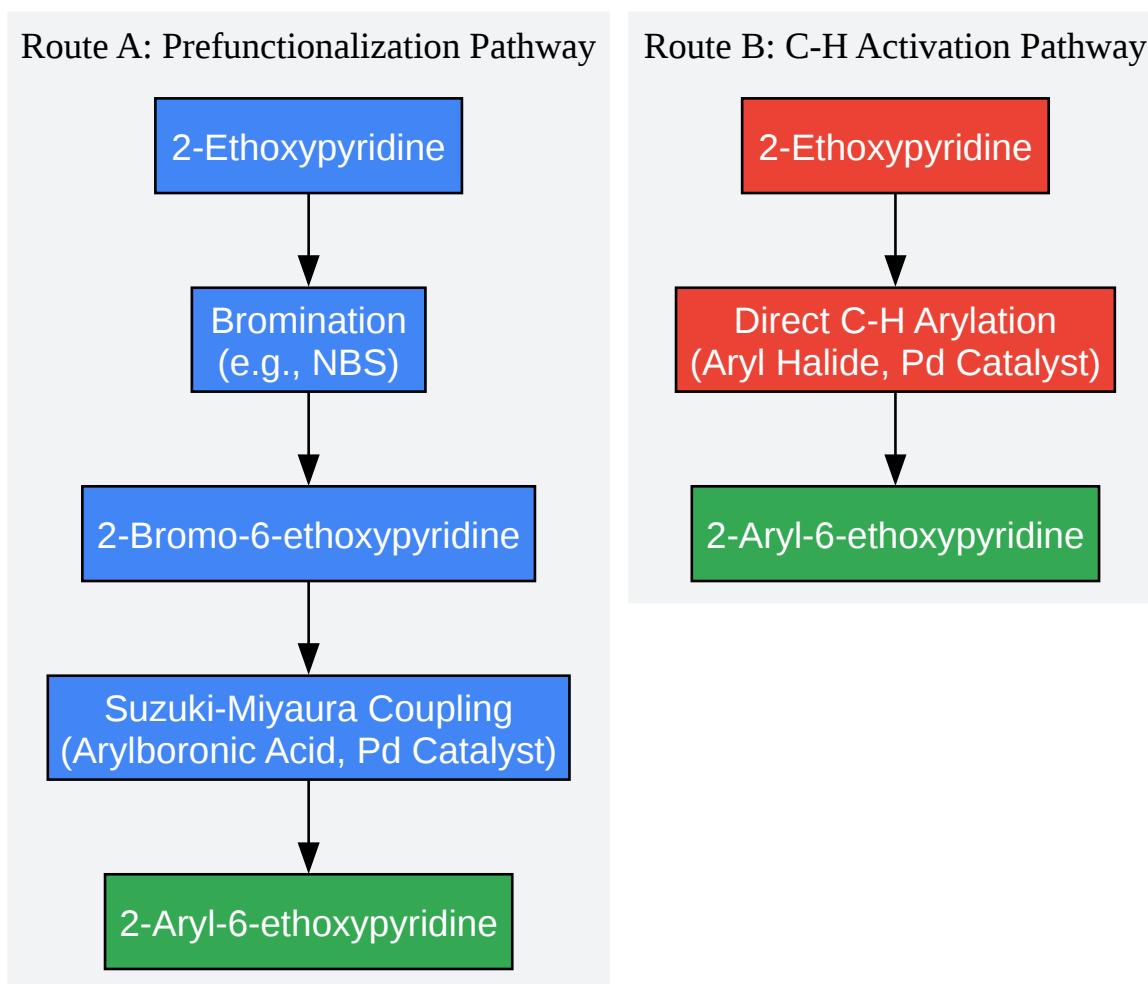 Route A: Prefunctionalization Pathway
2-Ethoxypyridine
Bromination
(e.g., NBS)
2-Bromo-6-ethoxypyridine
Suzuki-Miyaura Coupling
(Arylboronic Acid, Pd Catalyst)
2-Aryl-6-ethoxypyridine
Route B: C-H Activation Pathway
2-Ethoxypyridine
Direct C-H Arylation
(Aryl Halide, Pd Catalyst)
2-Aryl-6-ethoxypyridine